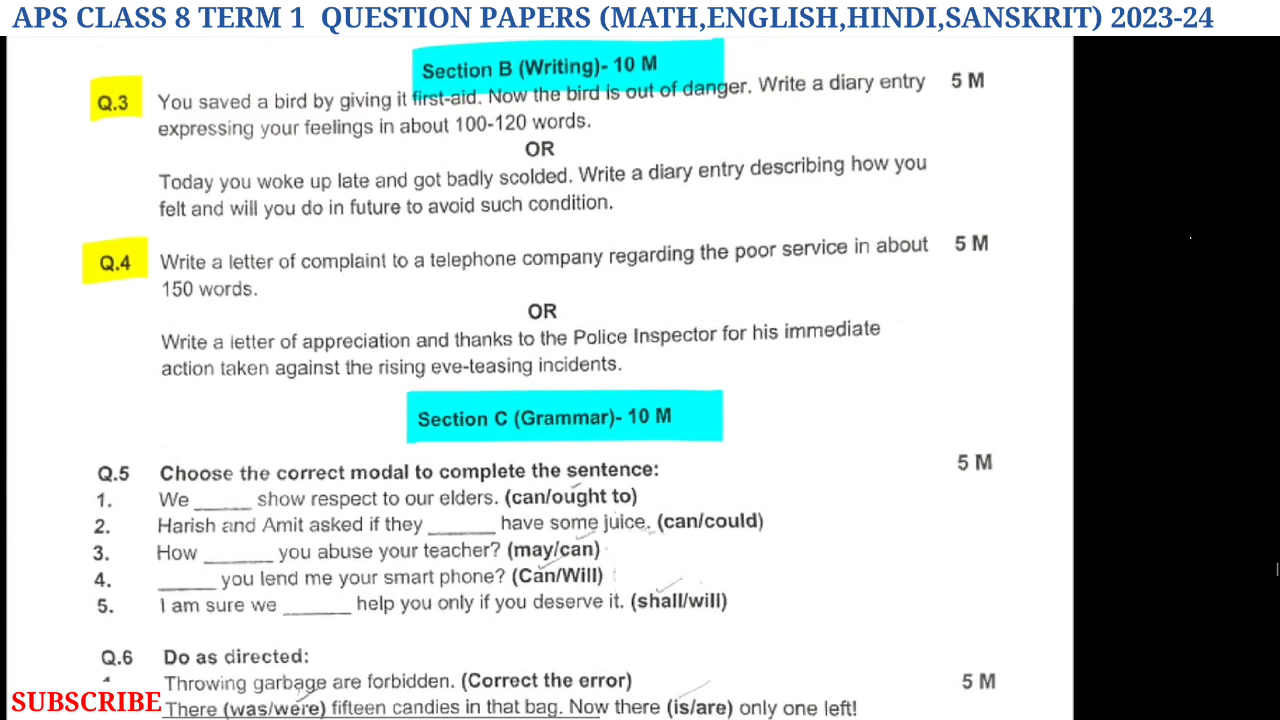 APS CLASS 8 TERM 1 QUESTION PAPERS (MATH,ENGLISH,HINDI,SANSKRIT) 2023-24
Section B (Writing)- 10 M
Q.3 You saved a bird by giving it first-aid. Now the bird is out of danger. Write a diary entry 5 M
expressing your feelings in about 100-120 words.
OR
Today you woke up late and got badly scolded. Write a diary entry describing how you
felt and will you do in future to avoid such condition.
Q.4 Write a letter of complaint to a telephone company regarding the poor service in about 5 M
150 words.
OR
Write a letter of appreciation and thanks to the Police Inspector for his immediate
action taken against the rising eve-teasing incidents.
Section C (Grammar)- 10 M
Q.5 Choose the correct modal to complete the sentence: 5 M
1. We ______ show respect to our elders. (can/ought to)
2. Harish and Amit asked if they _______ have some juice. (can/could)
3. How _______ you abuse your teacher? (may/can)
4. ______ you lend me your smart phone? (Can/Will)
5. I am sure we _______ help you only if you deserve it. (shall/will)
Q.6 Do as directed:
Throwing garbage are forbidden. (Correct the error) 5 M
SUBSCRIBE There (was/were) fifteen candies in that bag. Now there (is/are) only one left!